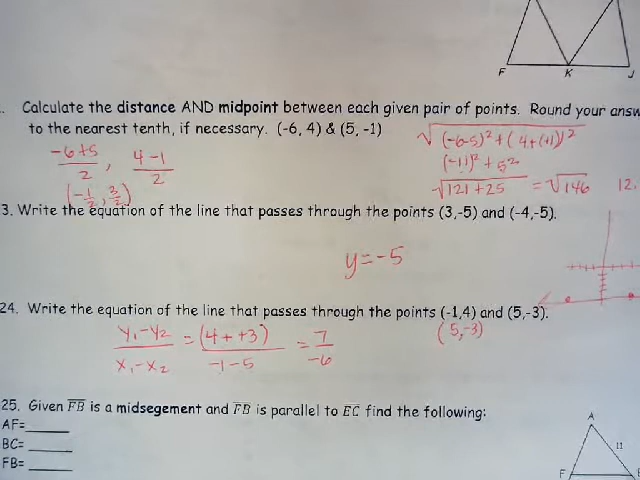 F K J
. Calculate the distance AND midpoint between each given pair of points. Round your answ
to the nearest tenth, if necessary. (-6, 4) & (5, -1)
-6+5/2 , 4-1/2
(-1/2, 3/2)
√(-6-5)²+(4+(+1))²
(-11)² + 5²
√121+25 = √146 12.
3. Write the equation of the line that passes through the points (3,-5) and (-4,-5).
y=-5
24. Write the equation of the line that passes through the points (-1,4) and (5,-3).
(5,-3)
y₁-y₂/x₁-x₂ = (4++3)/-1-5 = 7/-6
25. Given FB is a midsegement and FB is parallel to EC find the following:
AF=____
BC=____
FB=____
A
11
F B